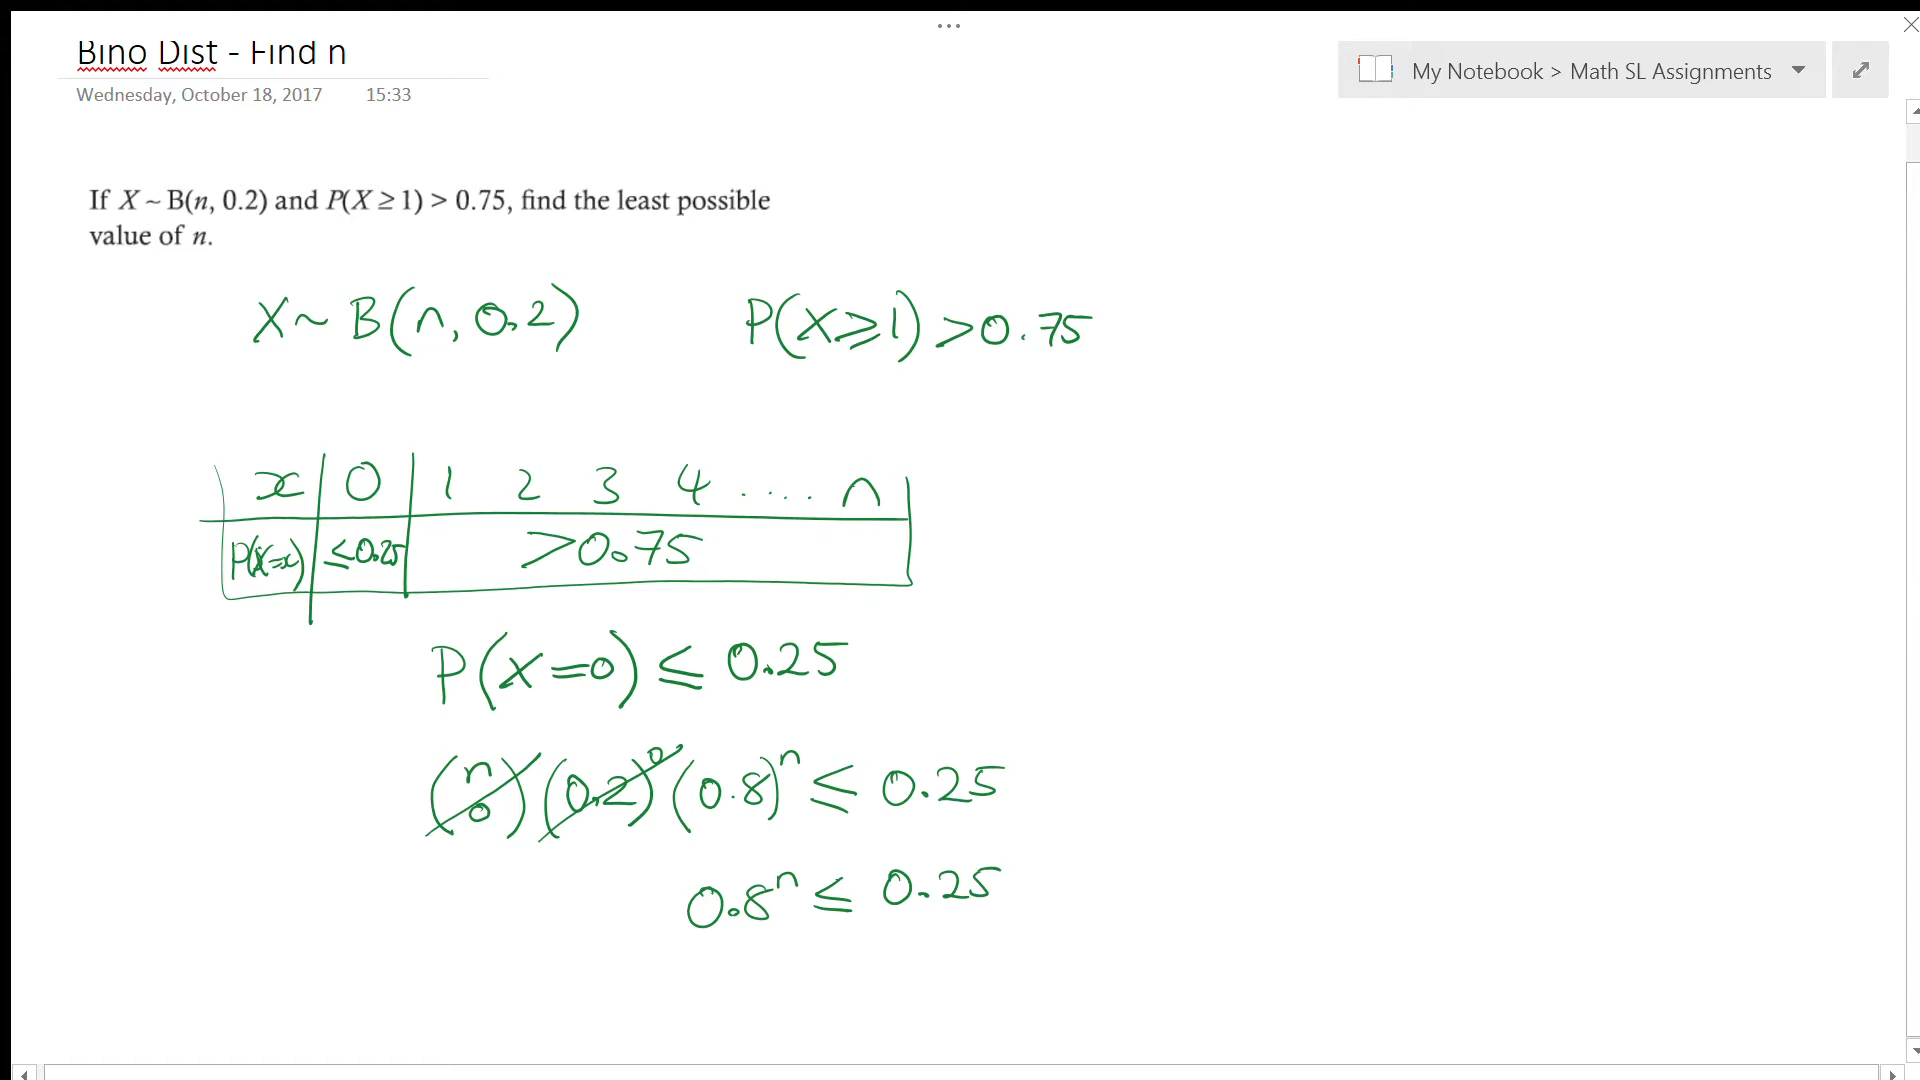 Bino Dist - Find n
Wednesday, October 18, 2017 15:33
My Notebook > Math SL Assignments
If X ~ B(n, 0.2) and P(X ≥ 1) > 0.75, find the least possible
value of n.
X ~ B(n, 0.2) P(X ≥ 1) > 0.75
x 0 1 2 3 4 ..... n
P(X=x) ≤0.25 >0.75
P(X=0) ≤ 0.25
(n 0)(0.2)^0 (0.8)^n ≤ 0.25
0.8^n ≤ 0.25